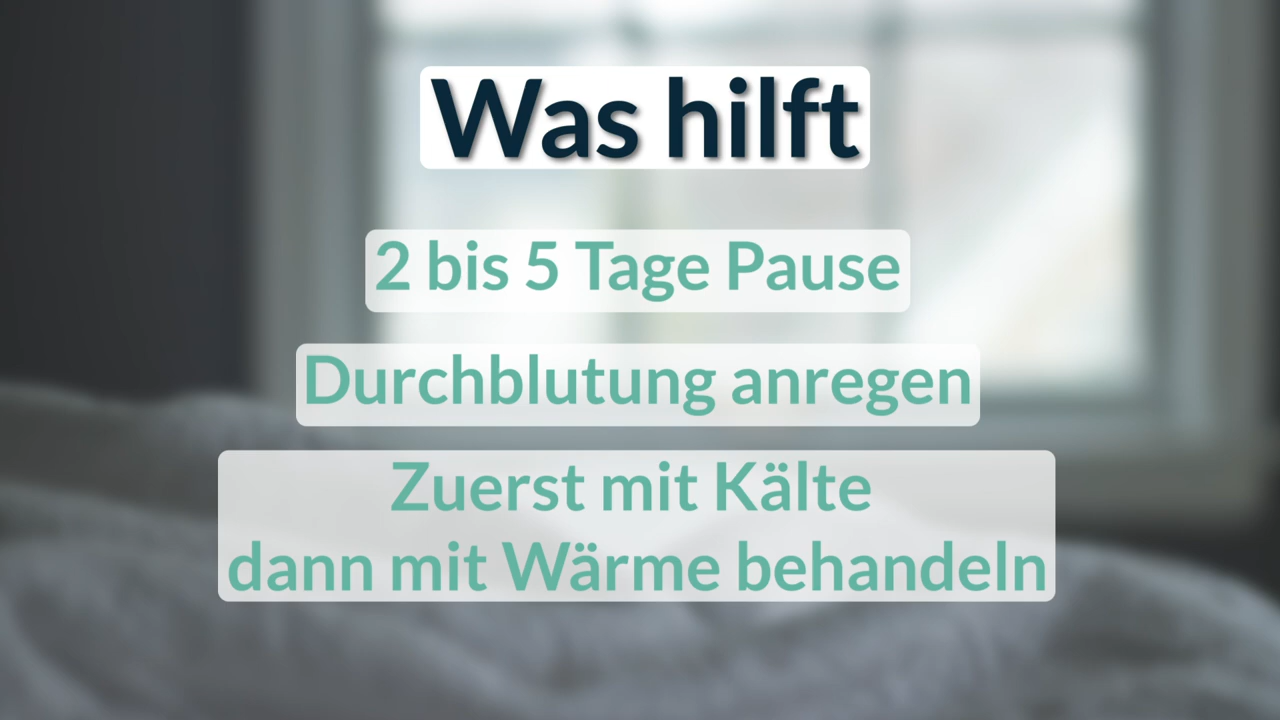 Was hilft
2 bis 5 Tage Pause
Durchblutung anregen
Zuerst mit Kälte
dann mit Wärme behandeln